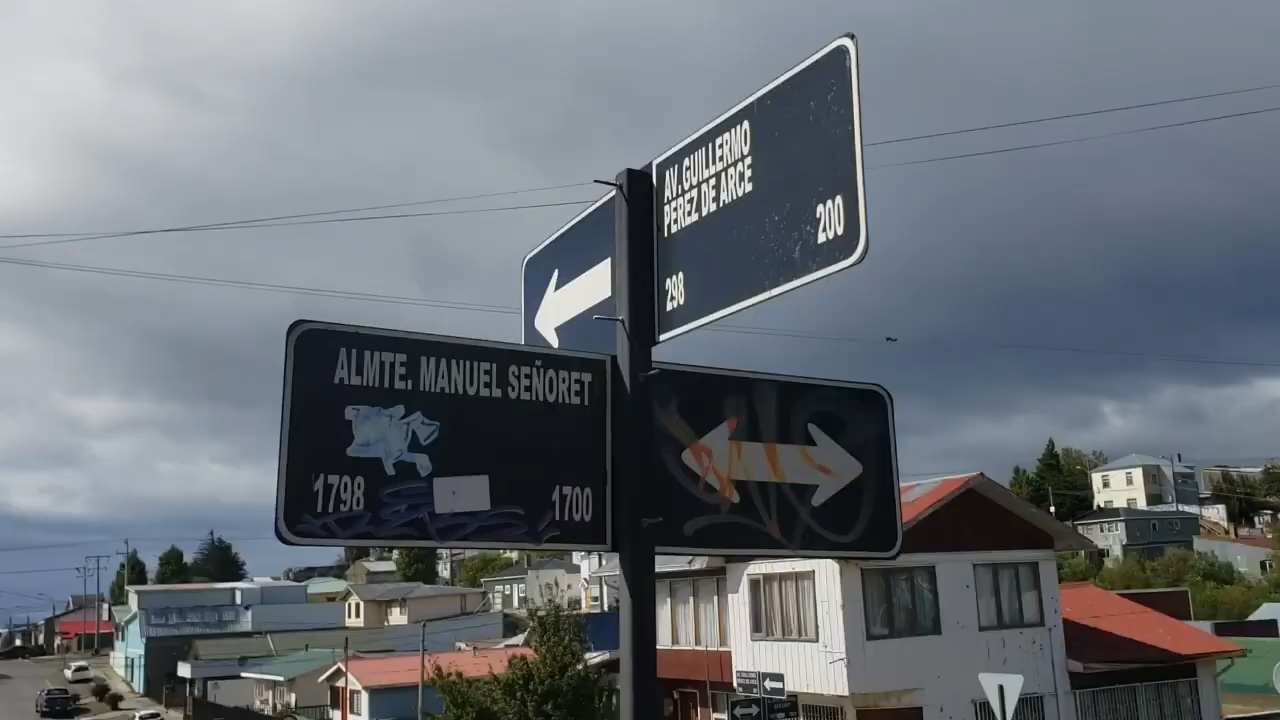 AV. GUILLERMO
PEREZ DE ARCE
200
298
ALMTE. MANUEL SEÑORET
1798 1700